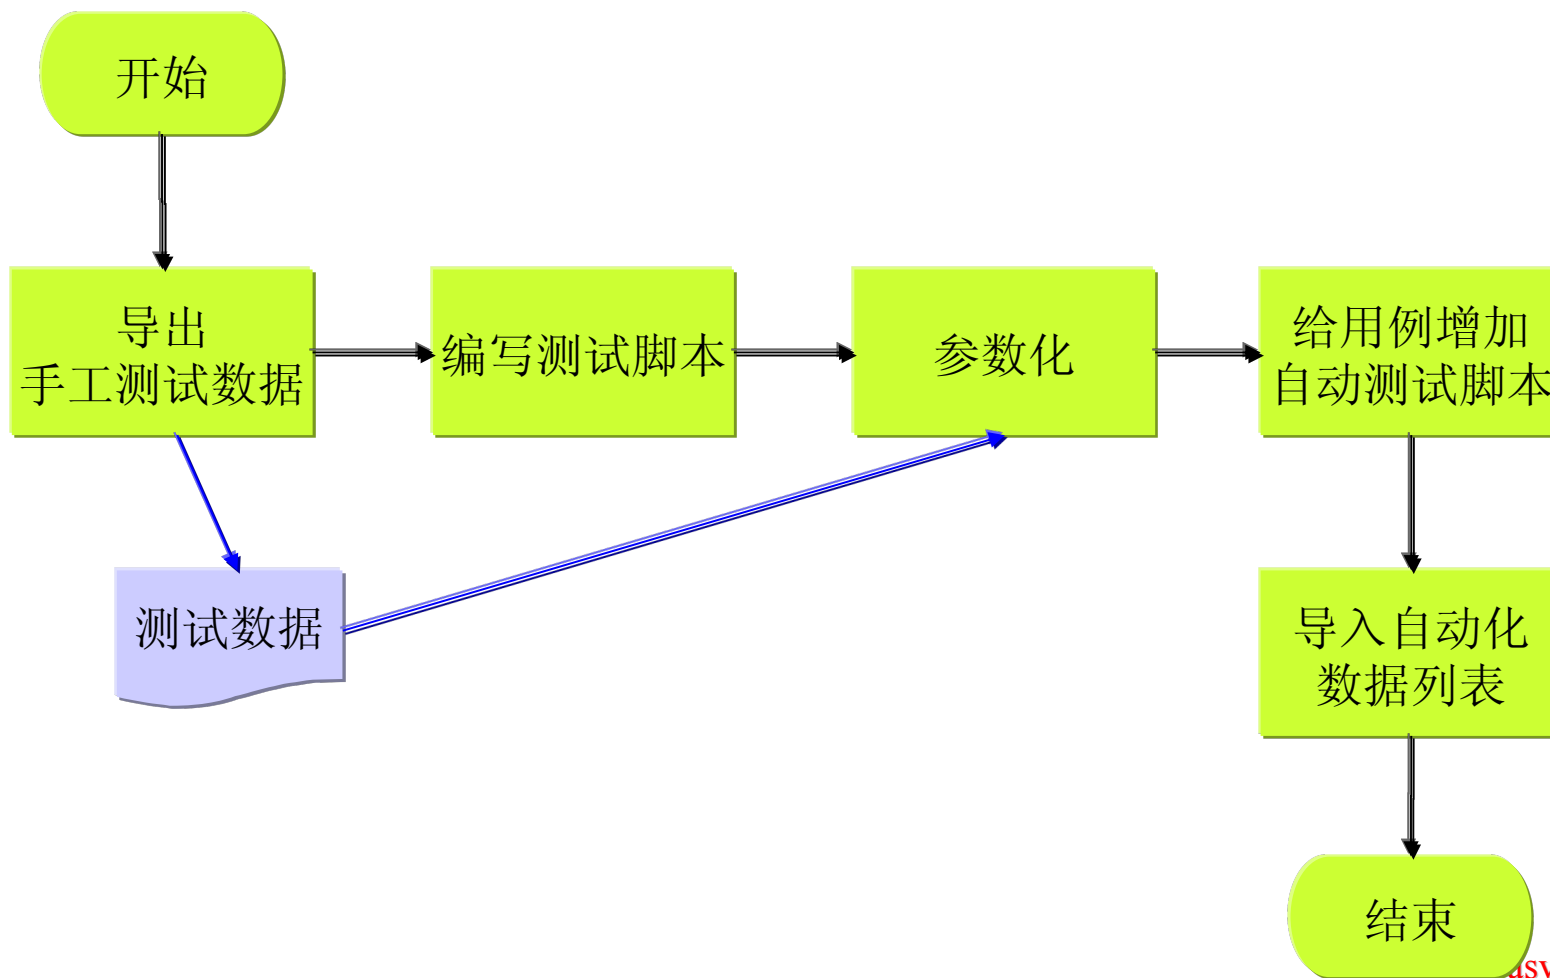 开始
导出
手工测试数据
编写测试脚本
参数化
给用例增加
自动测试脚本
测试数据
导入自动化
数据列表
结束